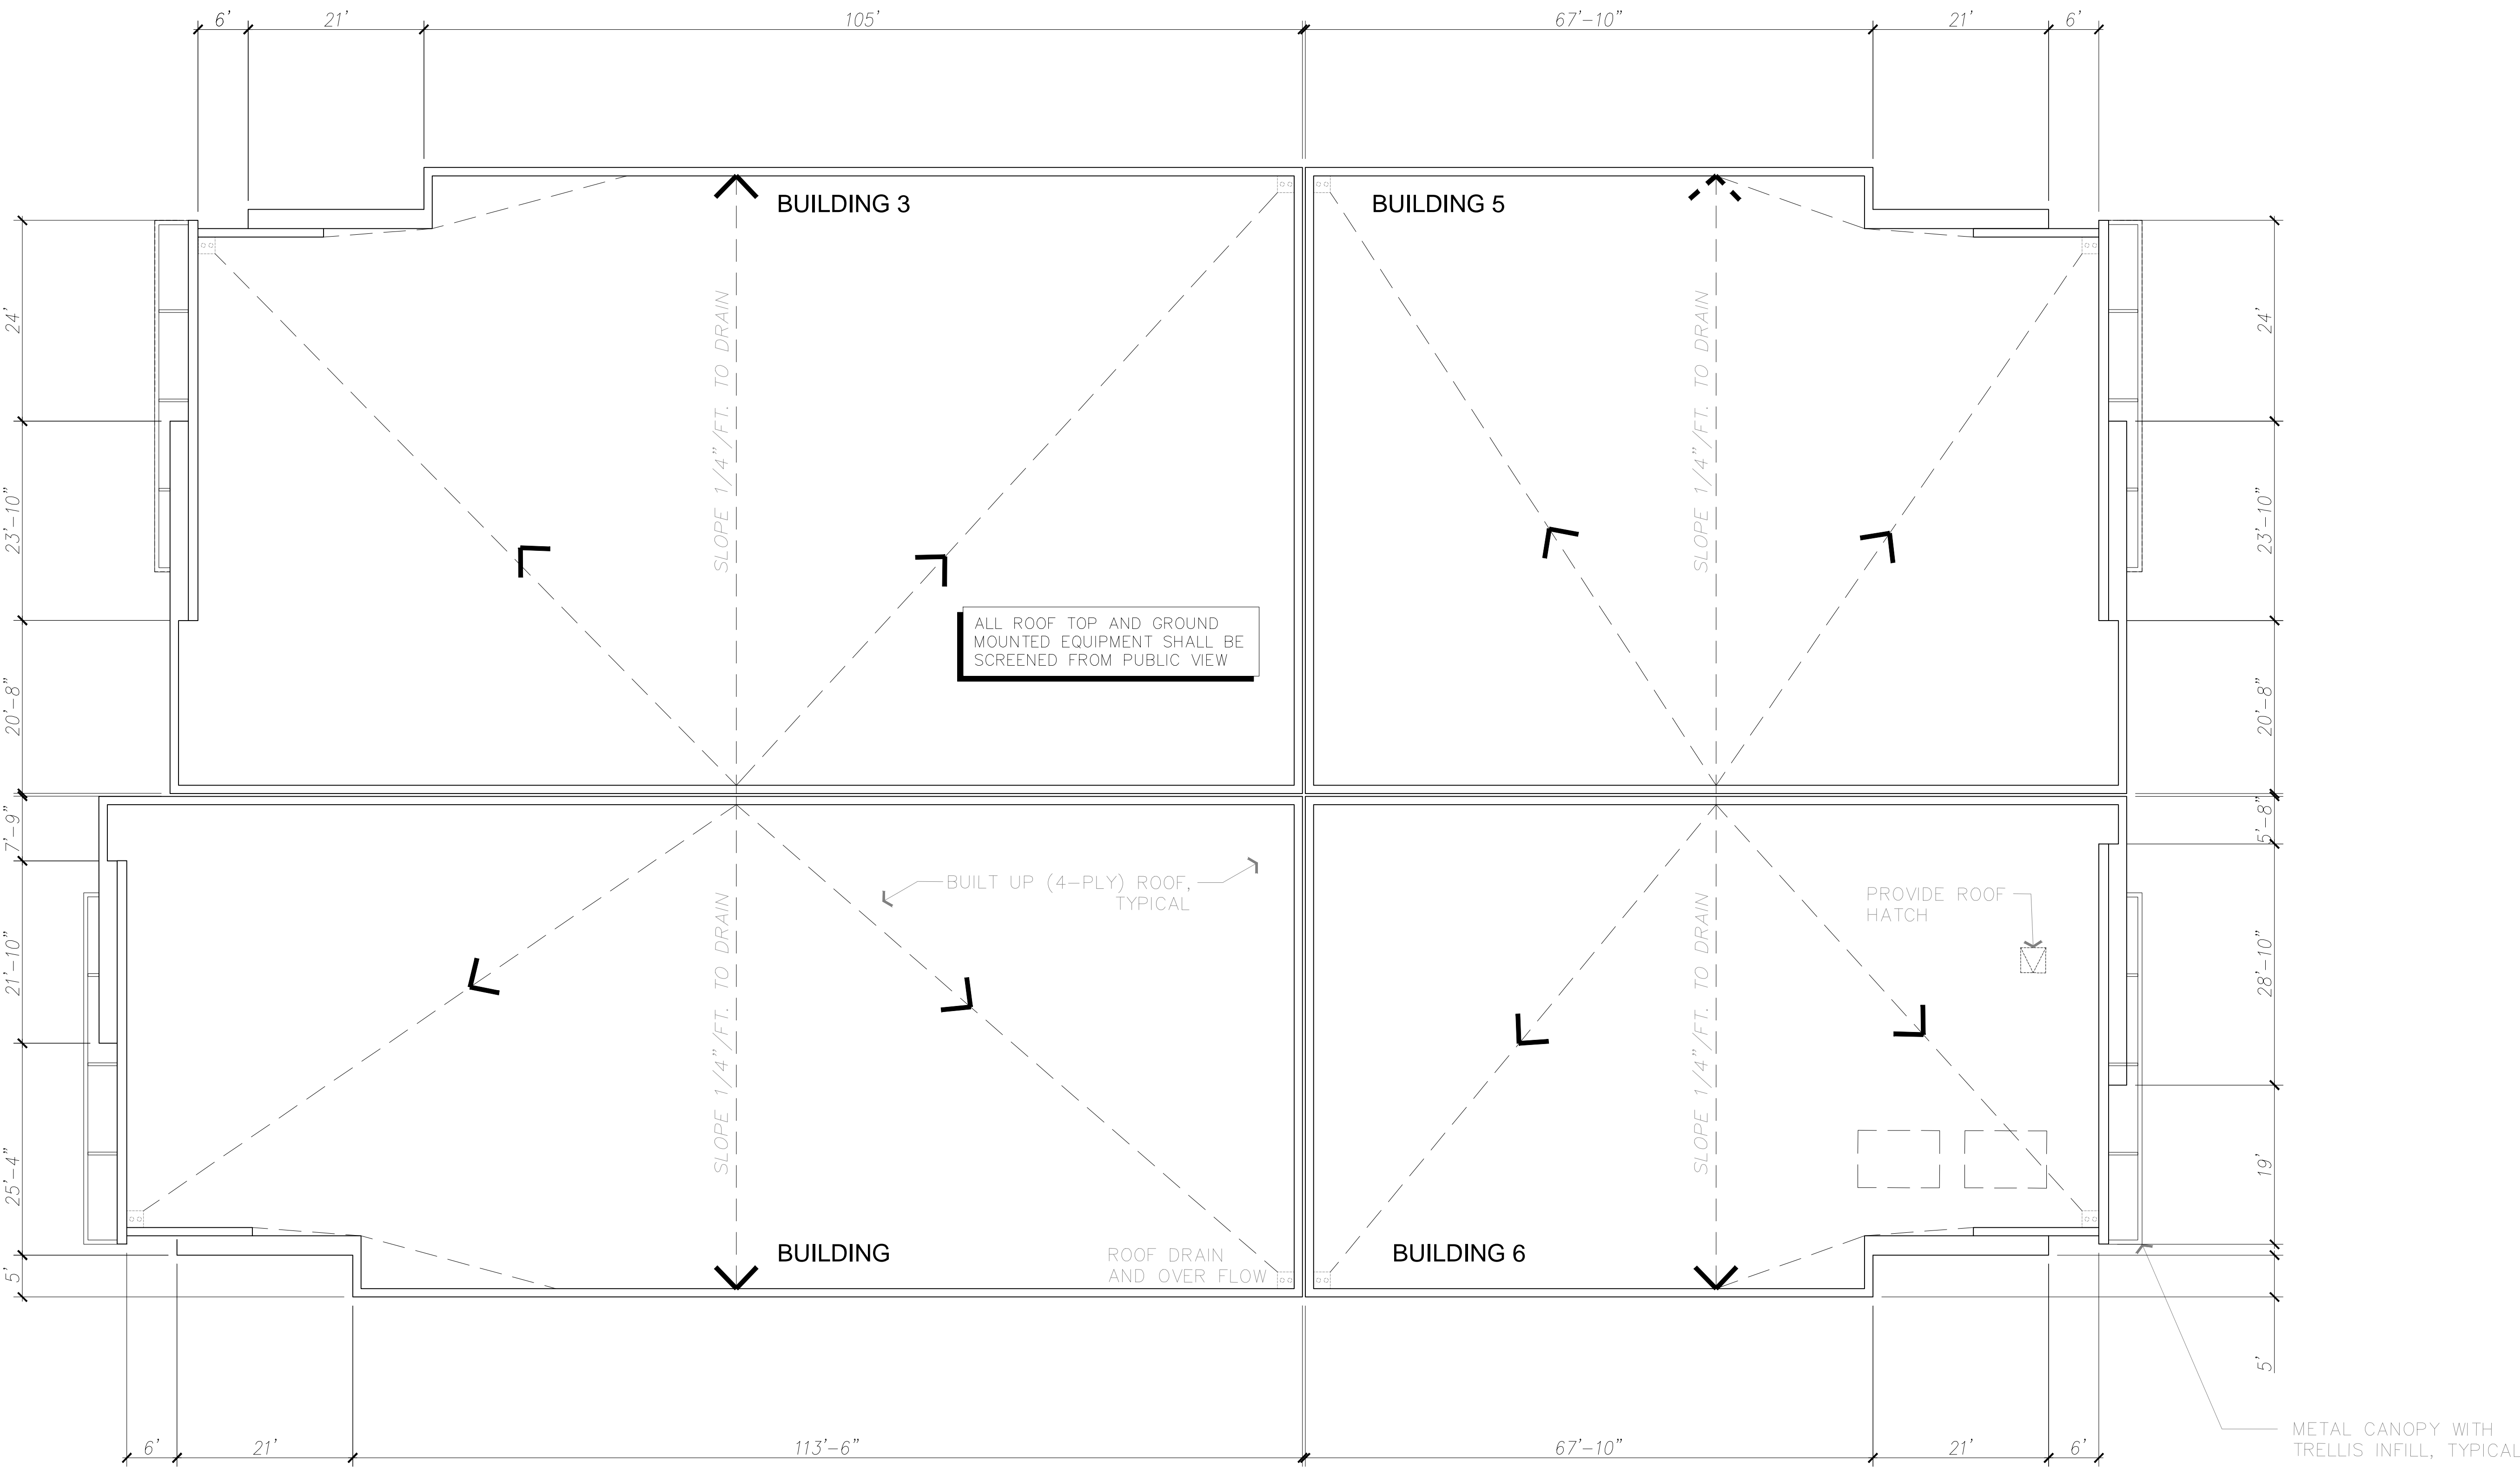 6' 21' 105' 67'-10" 21' 6'
BUILDING 3
BUILDING 5
24'
23'-10"
20'-8"
7'-9"
21'-10"
25'-4"
5'
SLOPE 1/4"/FT. TO DRAIN
SLOPE 1/4"/FT. TO DRAIN
ALL ROOF TOP AND GROUND
MOUNTED EQUIPMENT SHALL BE
SCREENED FROM PUBLIC VIEW
24'
23'-10"
20'-8"
5'-8"
28'-10"
19'
5'
BUILT UP (4-PLY) ROOF,
TYPICAL
PROVIDE ROOF
HATCH
SLOPE 1/4"/FT. TO DRAIN
SLOPE 1/4"/FT. TO DRAIN
BUILDING
ROOF DRAIN
AND OVER FLOW
BUILDING 6
METAL CANOPY WITH
TRELLIS INFILL, TYPICAL
6' 21' 113'-6" 67'-10" 21' 6'